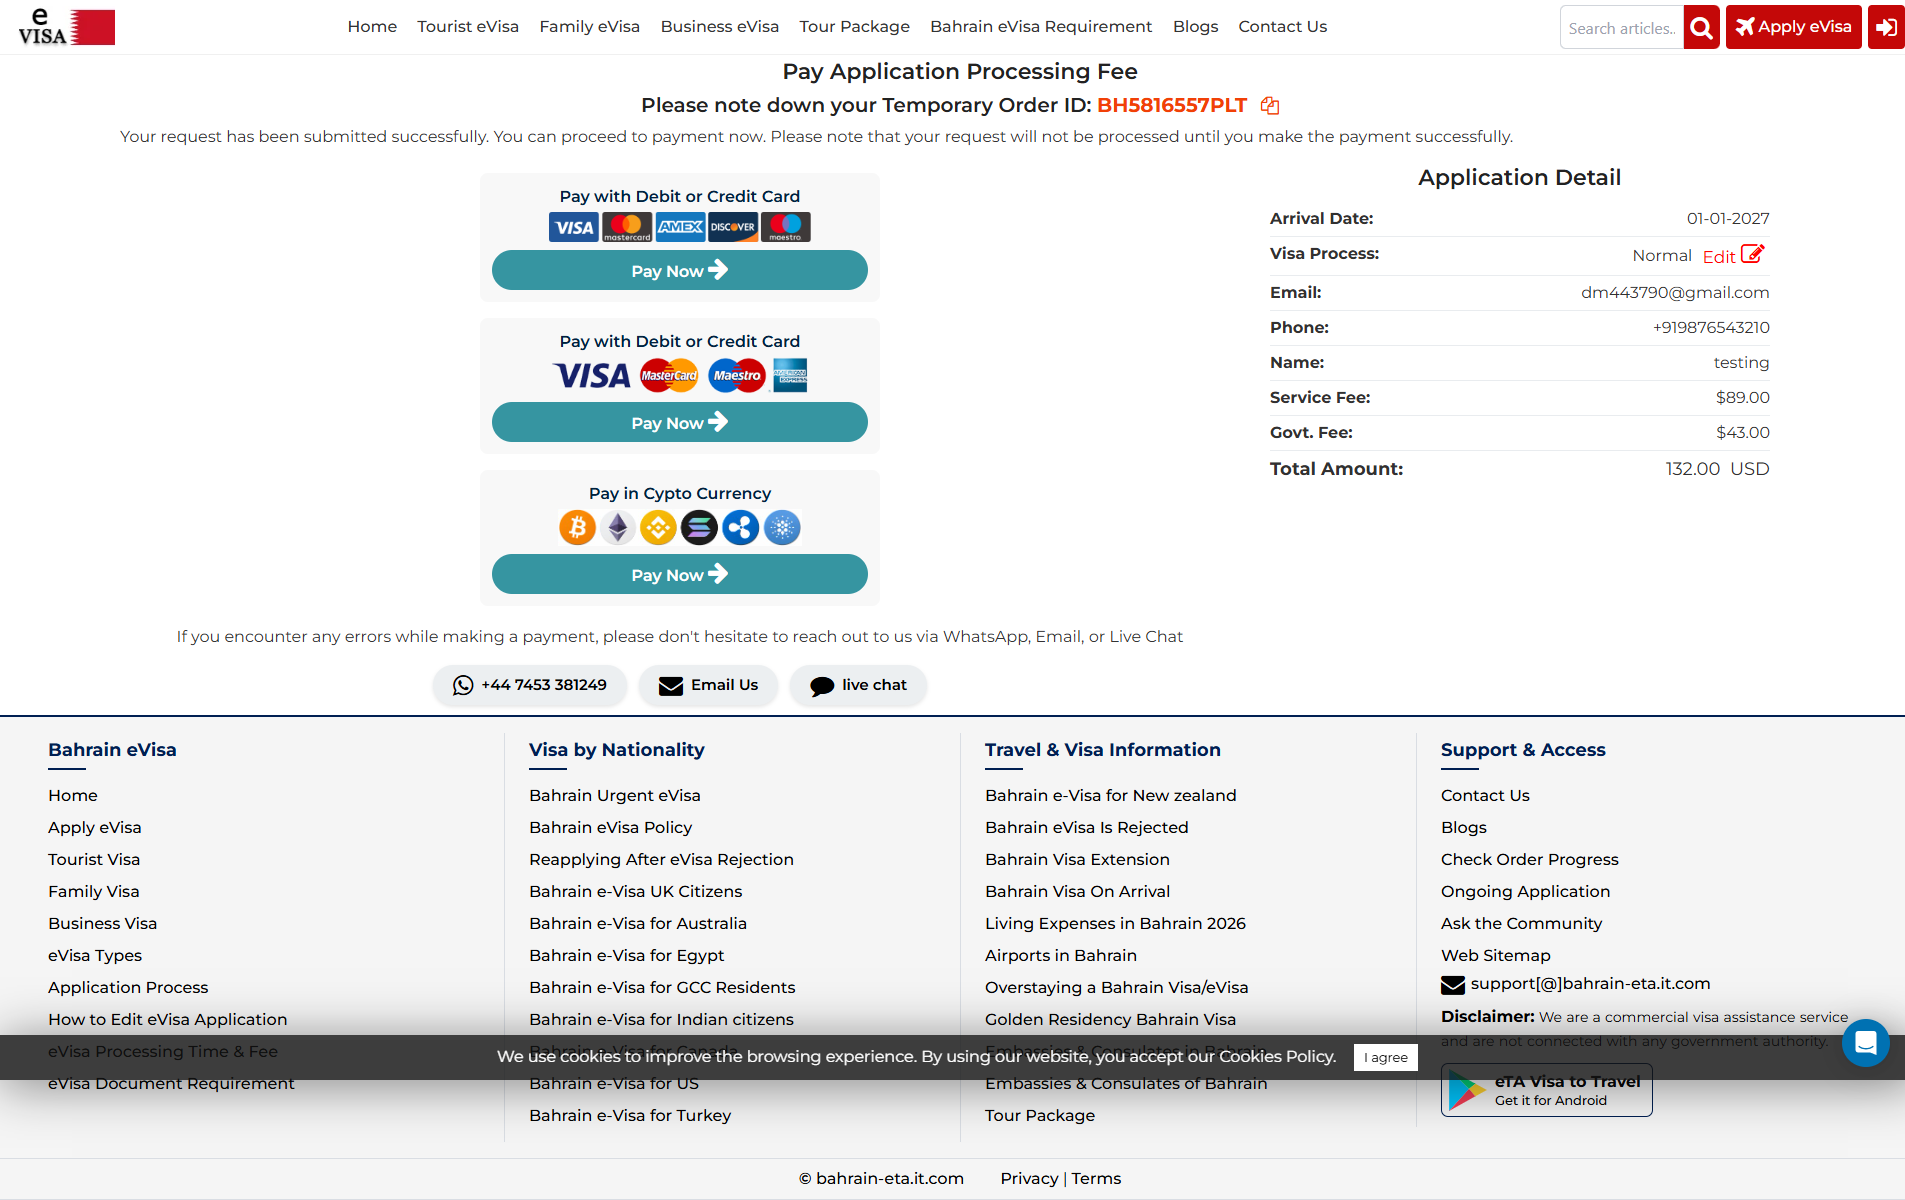 e
VISA
Home
Tourist eVisa
Family eVisa
Business eVisa
Tour Package
Bahrain eVisa Requirement
Blogs
Contact Us
Search articles..
Apply eVisa
Pay Application Processing Fee
Please note down your Temporary Order ID: BH5816557PLT
Your request has been submitted successfully. You can proceed to payment now. Please note that your request will not be processed until you make the payment successfully.
Pay with Debit or Credit Card
VISA mastercard AMEX DISCOVER maestro
Pay Now
Pay with Debit or Credit Card
VISA MasterCard Maestro AMERICAN EXPRESS
Pay Now
Pay in Cypto Currency
Pay Now
If you encounter any errors while making a payment, please don't hesitate to reach out to us via WhatsApp, Email, or Live Chat
+44 7453 381249
Email Us
live chat
Application Detail
Arrival Date: 01-01-2027
Visa Process: Normal Edit
Email: dm443790@gmail.com
Phone: +919876543210
Name: testing
Service Fee: $89.00
Govt. Fee: $43.00
Total Amount: 132.00 USD
Bahrain eVisa
Home
Apply eVisa
Tourist Visa
Family Visa
Business Visa
eVisa Types
Application Process
How to Edit eVisa Application
eVisa Processing Time & Fee
eVisa Document Requirement
Visa by Nationality
Bahrain Urgent eVisa
Bahrain eVisa Policy
Reapplying After eVisa Rejection
Bahrain e-Visa UK Citizens
Bahrain e-Visa for Australia
Bahrain e-Visa for Egypt
Bahrain e-Visa for GCC Residents
Bahrain e-Visa for Indian citizens
Bahrain e-Visa for Canada
Bahrain e-Visa for US
Bahrain e-Visa for Turkey
Travel & Visa Information
Bahrain e-Visa for New zealand
Bahrain eVisa Is Rejected
Bahrain Visa Extension
Bahrain Visa On Arrival
Living Expenses in Bahrain 2026
Airports in Bahrain
Overstaying a Bahrain Visa/eVisa
Golden Residency Bahrain Visa
Embassies & Consulates in Bahrain
Embassies & Consulates of Bahrain
Tour Package
Support & Access
Contact Us
Blogs
Check Order Progress
Ongoing Application
Ask the Community
Web Sitemap
support[@]bahrain-eta.it.com
Disclaimer: We are a commercial visa assistance service
and are not connected with any government authority.
eTA Visa to Travel
Get it for Android
We use cookies to improve the browsing experience. By using our website, you accept our Cookies Policy.
I agree
© bahrain-eta.it.com
Privacy | Terms